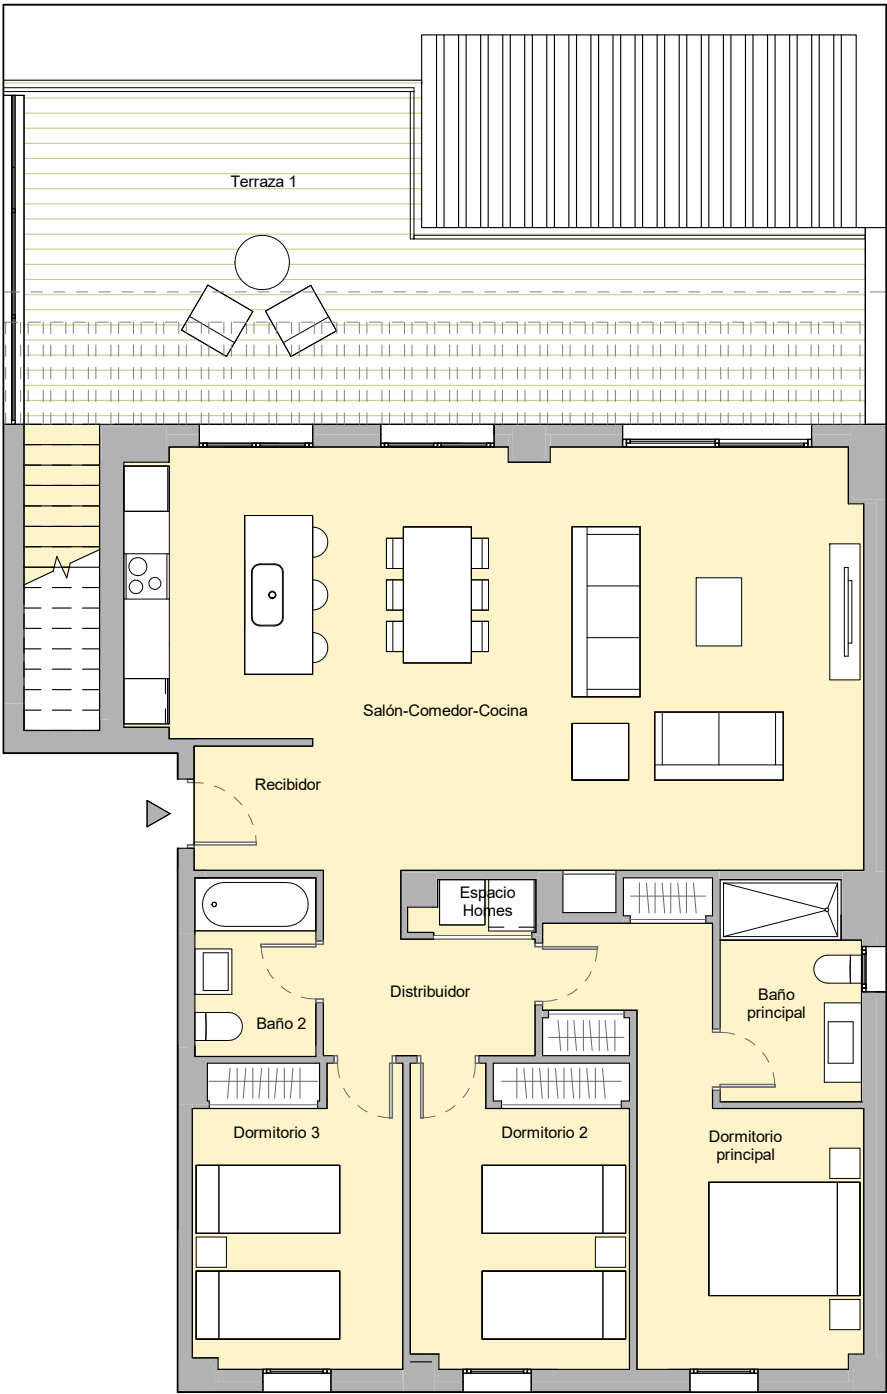 Terraza 1
Salón-Comedor-Cocina
Recibidor
Espacio
Homes
Distribuidor
Baño
principal
Baño 2
Dormitorio 3
Dormitorio 2
Dormitorio
principal